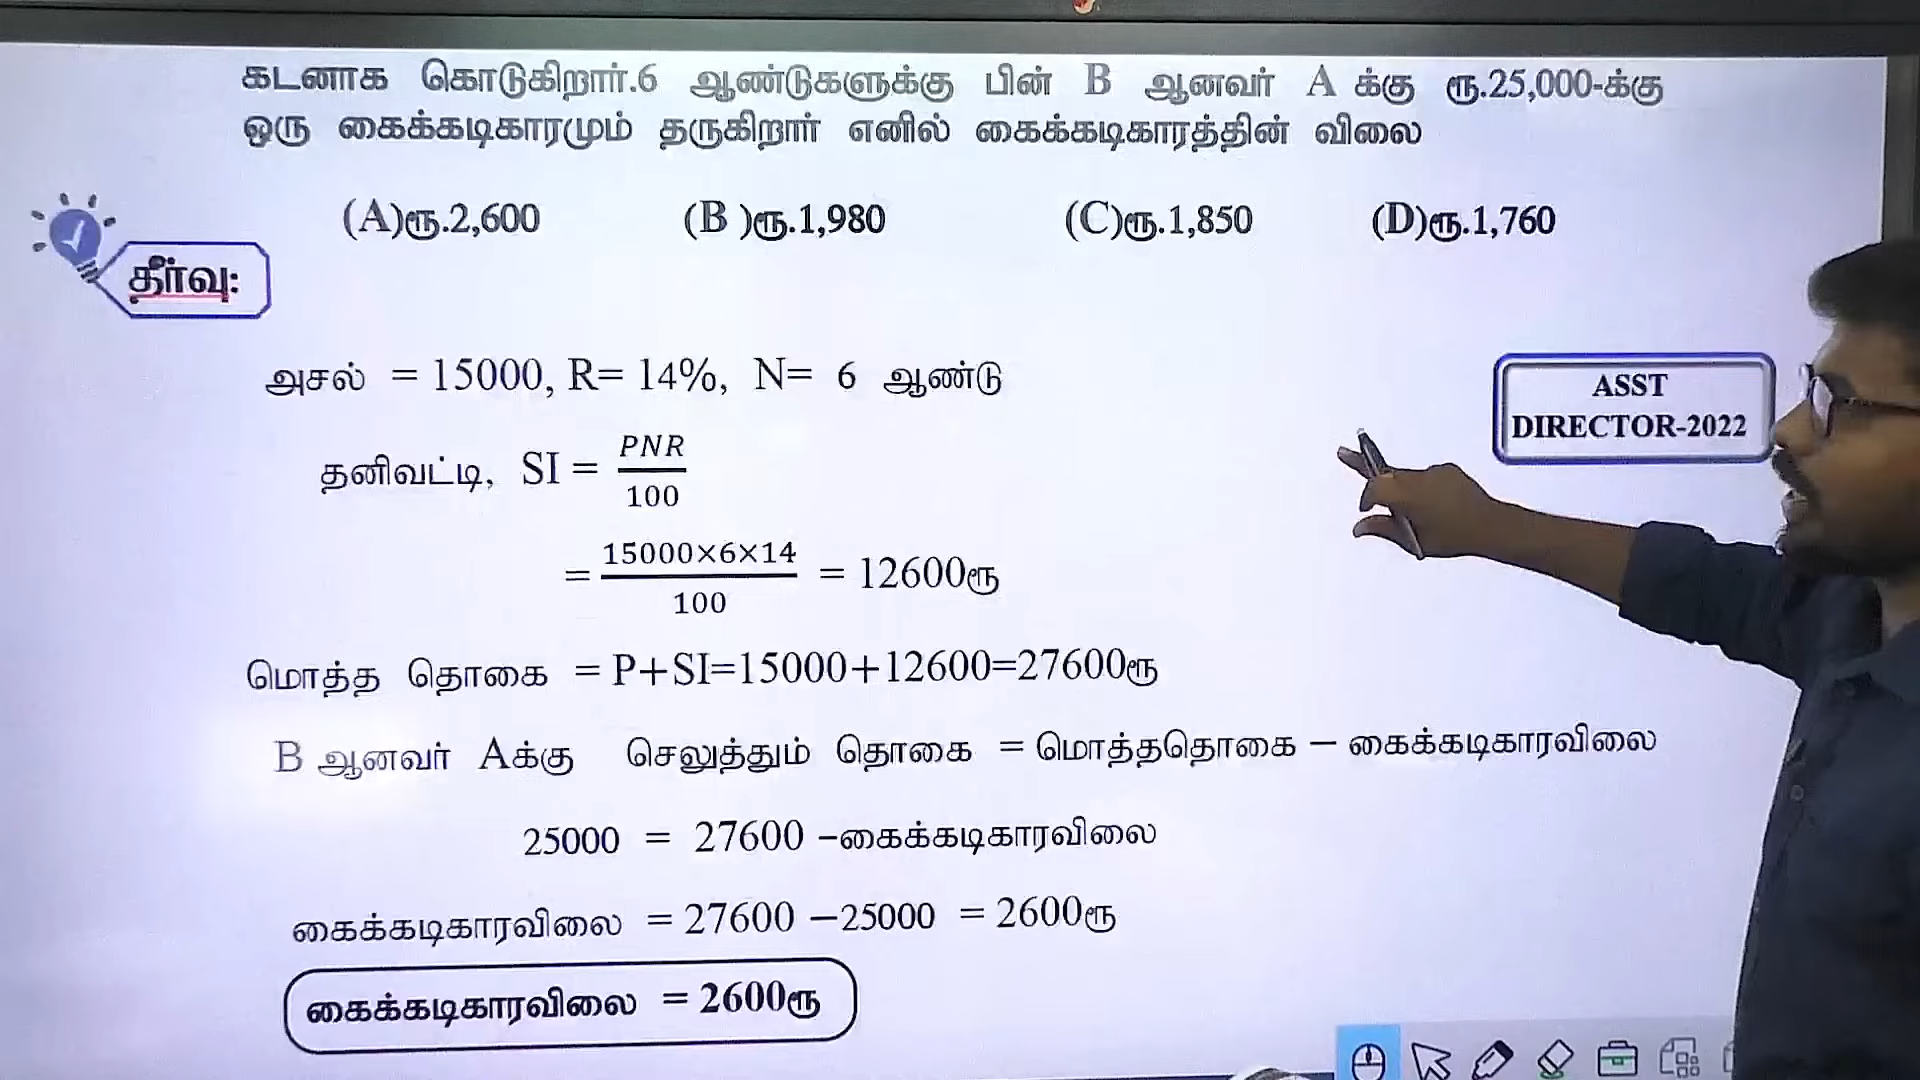 கடனாக கொடுகிறார்.6 ஆண்டுகளுக்கு பின் B ஆனவர் A க்கு ரூ.25,000-க்கு
ஒரு கைக்கடிகாரமும் தருகிறார் எனில் கைக்கடிகாரத்தின் விலை
(A)ரூ.2,600 (B )ரூ.1,980 (C)ரூ.1,850 (D)ரூ.1,760
தீர்வு:
அசல் = 15000, R= 14%, N= 6 ஆண்டு
ASST
DIRECTOR-2022
தனிவட்டி, SI = PNR/100
= 15000×6×14/100 = 12600ரூ
மொத்த தொகை = P+SI=15000+12600=27600ரூ
B ஆனவர் Aக்கு செலுத்தும் தொகை = மொத்ததொகை – கைக்கடிகாரவிலை
25000 = 27600 –கைக்கடிகாரவிலை
கைக்கடிகாரவிலை = 27600 –25000 = 2600ரூ
கைக்கடிகாரவிலை = 2600ரூ